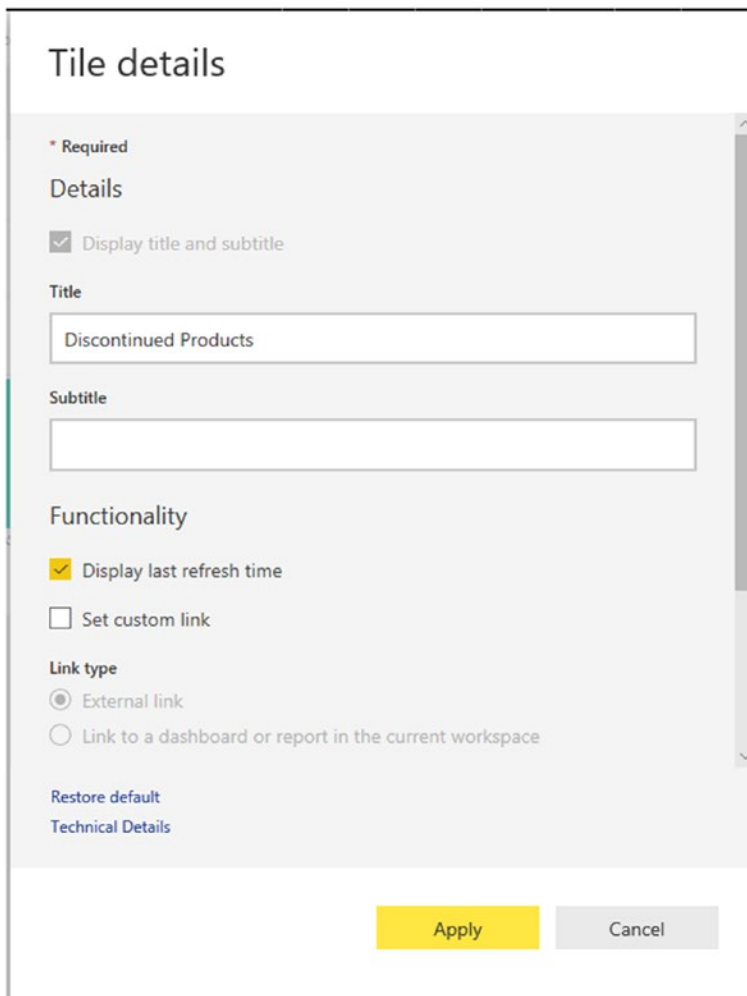 Tile details
* Required
Details
Display title and subtitle
Title
Discontinued Products
Subtitle
Functionality
Display last refresh time
Set custom link
Link type
External link
Link to a dashboard or report in the current workspace
Restore default
Technical Details
Apply
Cancel